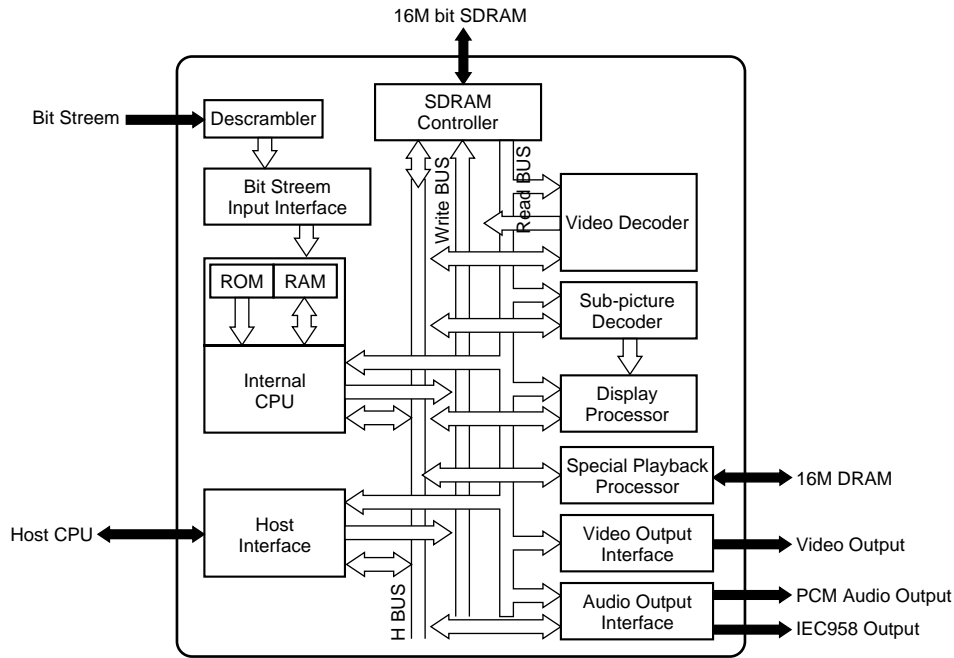 16M bit SDRAM
Bit Streem
Descrambler
SDRAM
Controller
Bit Streem
Input Interface
Write BUS
Read BUS
Video Decoder
ROM
RAM
Sub-picture
Decoder
Internal
CPU
Display
Processor
Special Playback
Processor
16M DRAM
Host CPU
Host
Interface
Video Output
Interface
Video Output
H BUS
Audio Output
Interface
PCM Audio Output
IEC958 Output